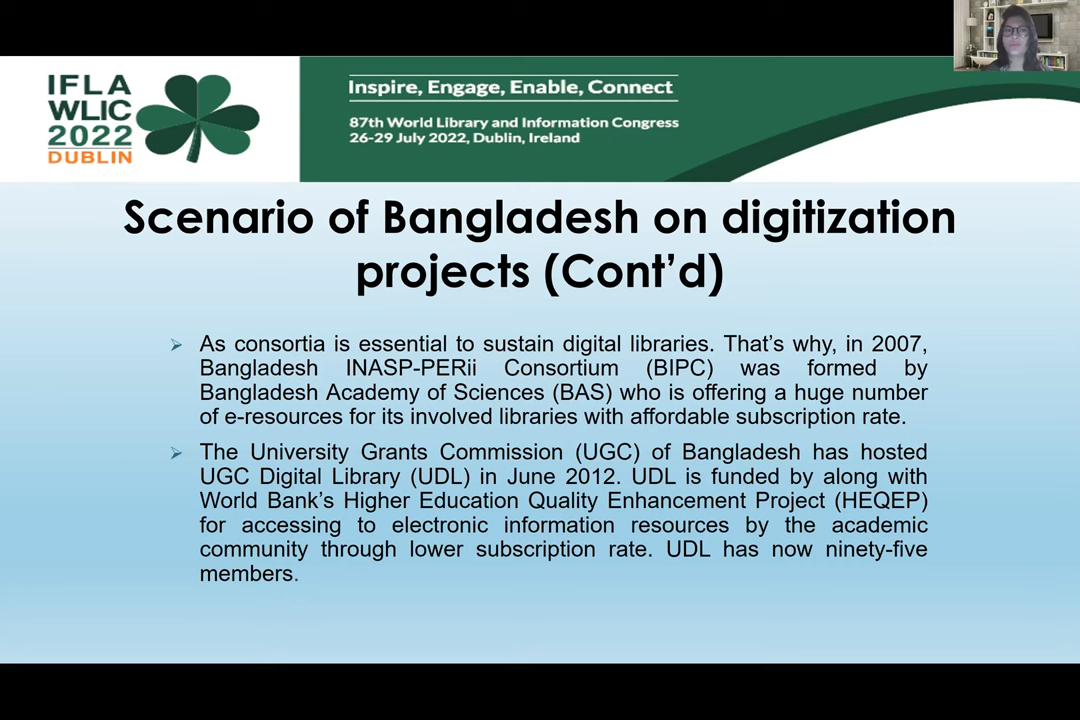 IFLA
WLIC
2022
DUBLIN
Inspire, Engage, Enable, Connect
87th World Library and Information Congress
26-29 July 2022, Dublin, Ireland
Scenario of Bangladesh on digitization
projects (Cont’d)
As consortia is essential to sustain digital libraries. That’s why, in 2007,
Bangladesh INASP-PERii Consortium (BIPC) was formed by
Bangladesh Academy of Sciences (BAS) who is offering a huge number
of e-resources for its involved libraries with affordable subscription rate.
The University Grants Commission (UGC) of Bangladesh has hosted
UGC Digital Library (UDL) in June 2012. UDL is funded by along with
World Bank’s Higher Education Quality Enhancement Project (HEQEP)
for accessing to electronic information resources by the academic
community through lower subscription rate. UDL has now ninety-five
members.